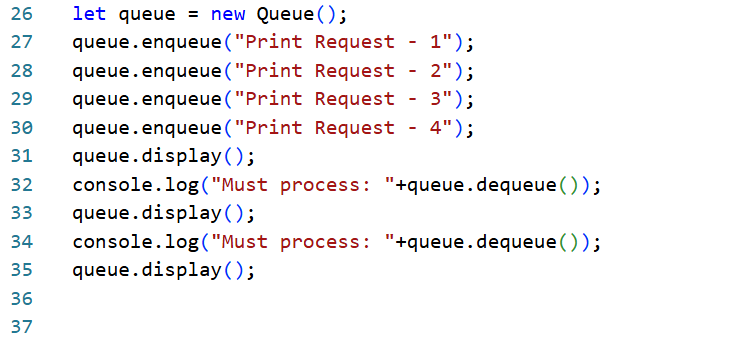 26 let queue = new Queue();
27 queue.enqueue("Print Request - 1");
28 queue.enqueue("Print Request - 2");
29 queue.enqueue("Print Request - 3");
30 queue.enqueue("Print Request - 4");
31 queue.display();
32 console.log("Must process: "+queue.dequeue());
33 queue.display();
34 console.log("Must process: "+queue.dequeue());
35 queue.display();
36
37